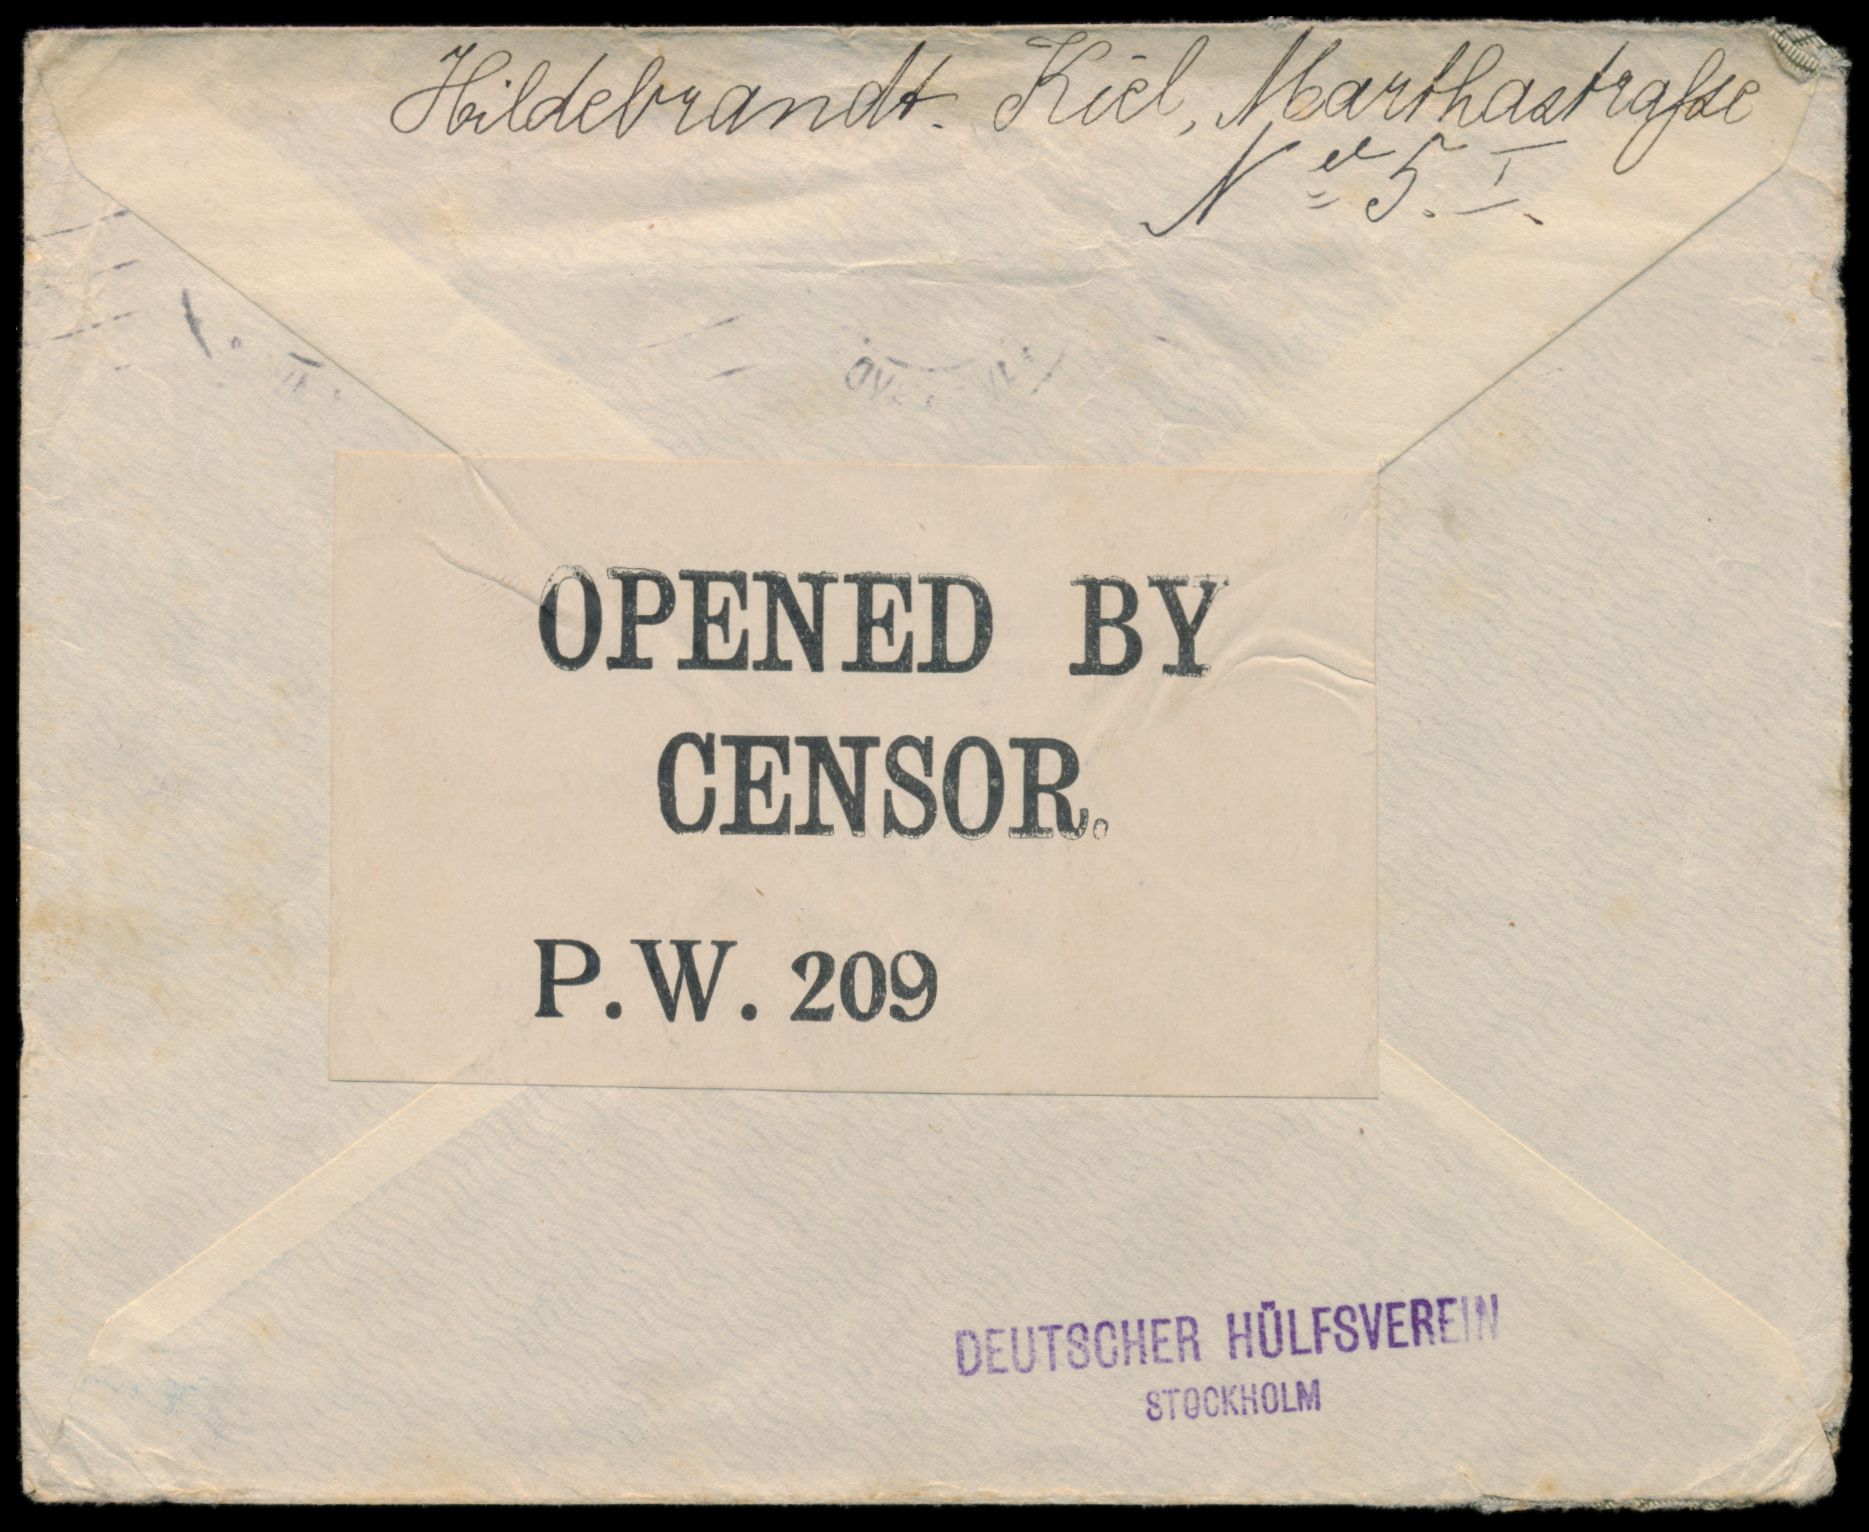 Hildebrandt. Kiel, Marthastraße
No 5. I.
OPENED BY
CENSOR.
P.W. 209
DEUTSCHER HÜLFSVEREIN
STOCKHOLM